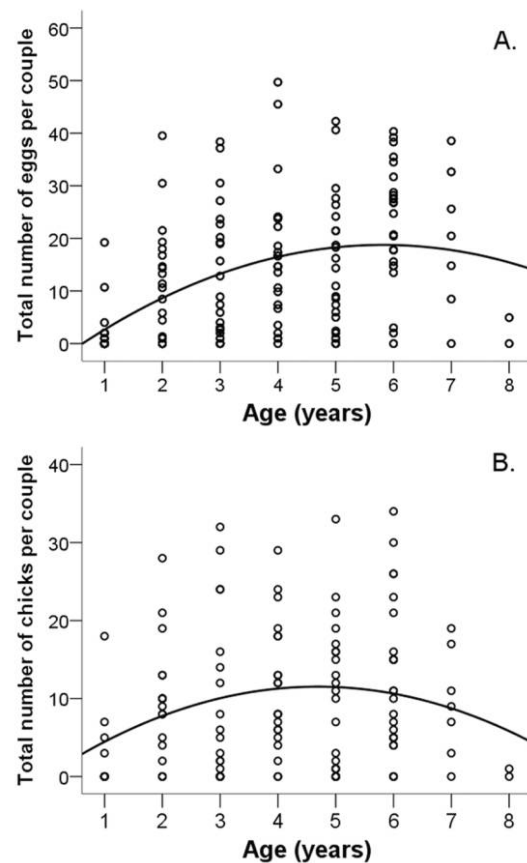 A.
Total number of eggs per couple
60
50
40
30
20
10
0
1 2 3 4 5 6 7 8
Age (years)
B.
Total number of chicks per couple
40
30
20
10
0
1 2 3 4 5 6 7 8
Age (years)